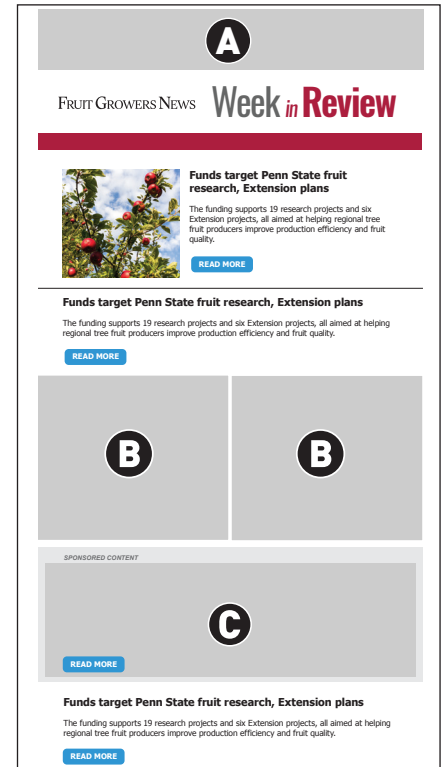 A
FRUIT GROWERS NEWS Week in Review
Funds target Penn State fruit
research, Extension plans
The funding supports 19 research projects and six
Extension projects, all aimed at helping regional tree
fruit producers improve production efficiency and fruit
quality.
READ MORE
Funds target Penn State fruit research, Extension plans
The funding supports 19 research projects and six Extension projects, all aimed at helping
regional tree fruit producers improve production efficiency and fruit quality.
READ MORE
B B
SPONSORED CONTENT
C
READ MORE
Funds target Penn State fruit research, Extension plans
The funding supports 19 research projects and six Extension projects, all aimed at helping
regional tree fruit producers improve production efficiency and fruit quality.
READ MORE